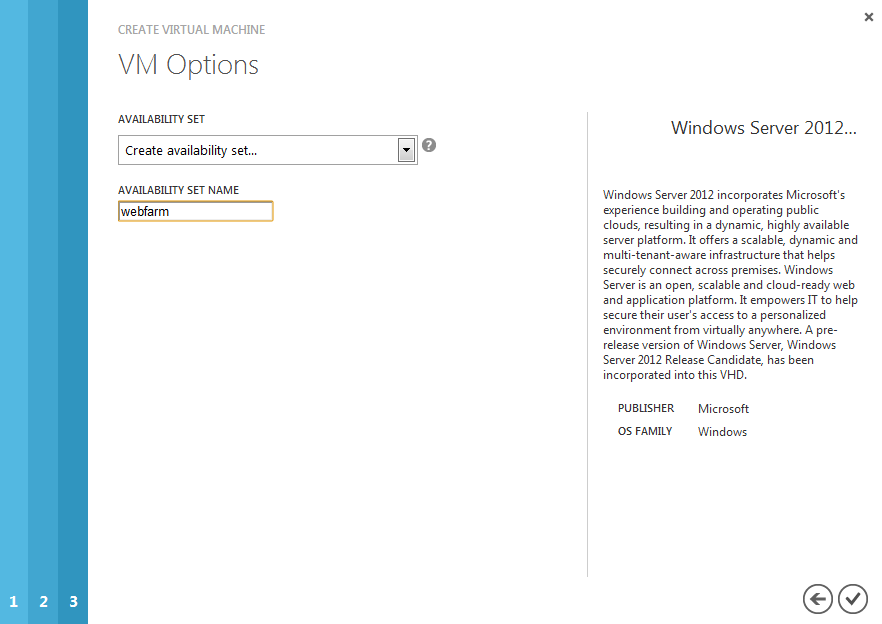 CREATE VIRTUAL MACHINE
VM Options
AVAILABILITY SET
Create availability set...
?
AVAILABILITY SET NAME
webfarm
Windows Server 2012...
Windows Server 2012 incorporates Microsoft's
experience building and operating public
clouds, resulting in a dynamic, highly available
server platform. It offers a scalable, dynamic and
multi-tenant-aware infrastructure that helps
securely connect across premises. Windows
Server is an open, scalable and cloud-ready web
and application platform. It empowers IT to help
secure their user's access to a personalized
environment from virtually anywhere. A pre-
release version of Windows Server, Windows
Server 2012 Release Candidate, has been
incorporated into this VHD.
PUBLISHER Microsoft
OS FAMILY Windows
1 2 3